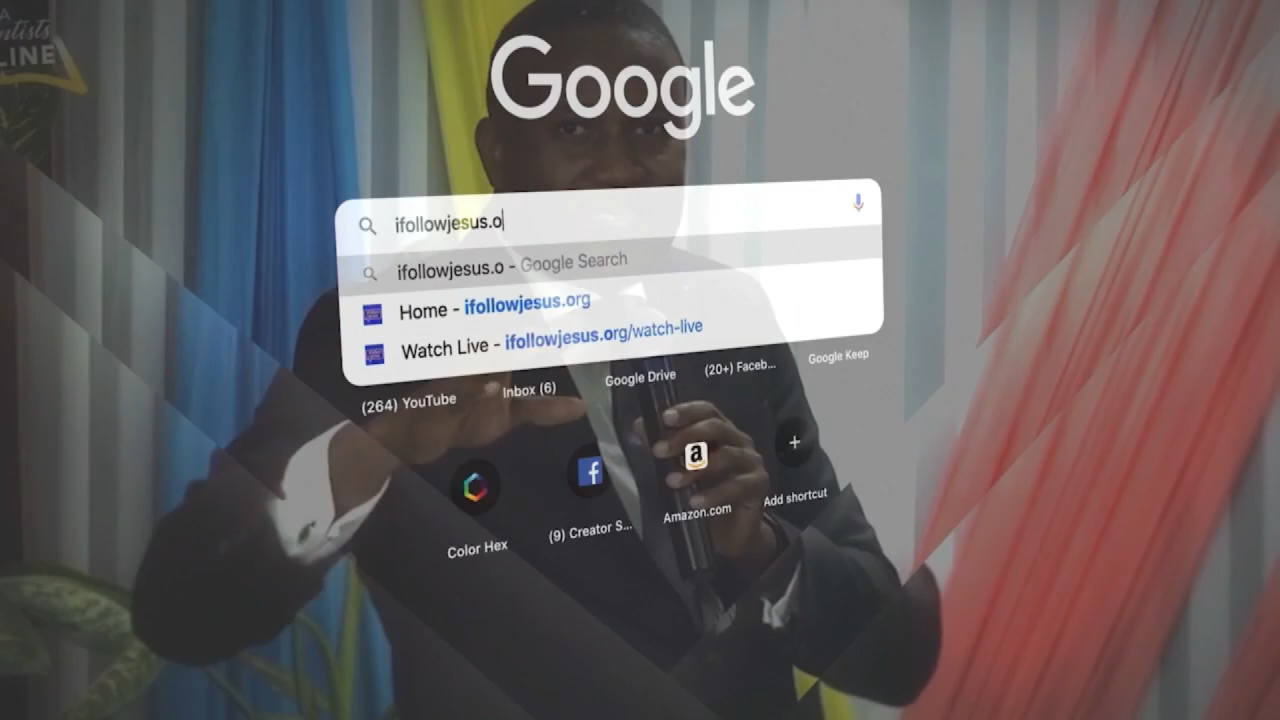 Google
ifollowjesus.o
ifollowjesus.o - Google Search
Home - ifollowjesus.org
Watch Live - ifollowjesus.org/watch-live
(264) YouTube
Inbox (6)
Google Drive
(20+) Faceb...
Google Keep
Color Hex
(9) Creator S...
Amazon.com
Add shortcut
LINE